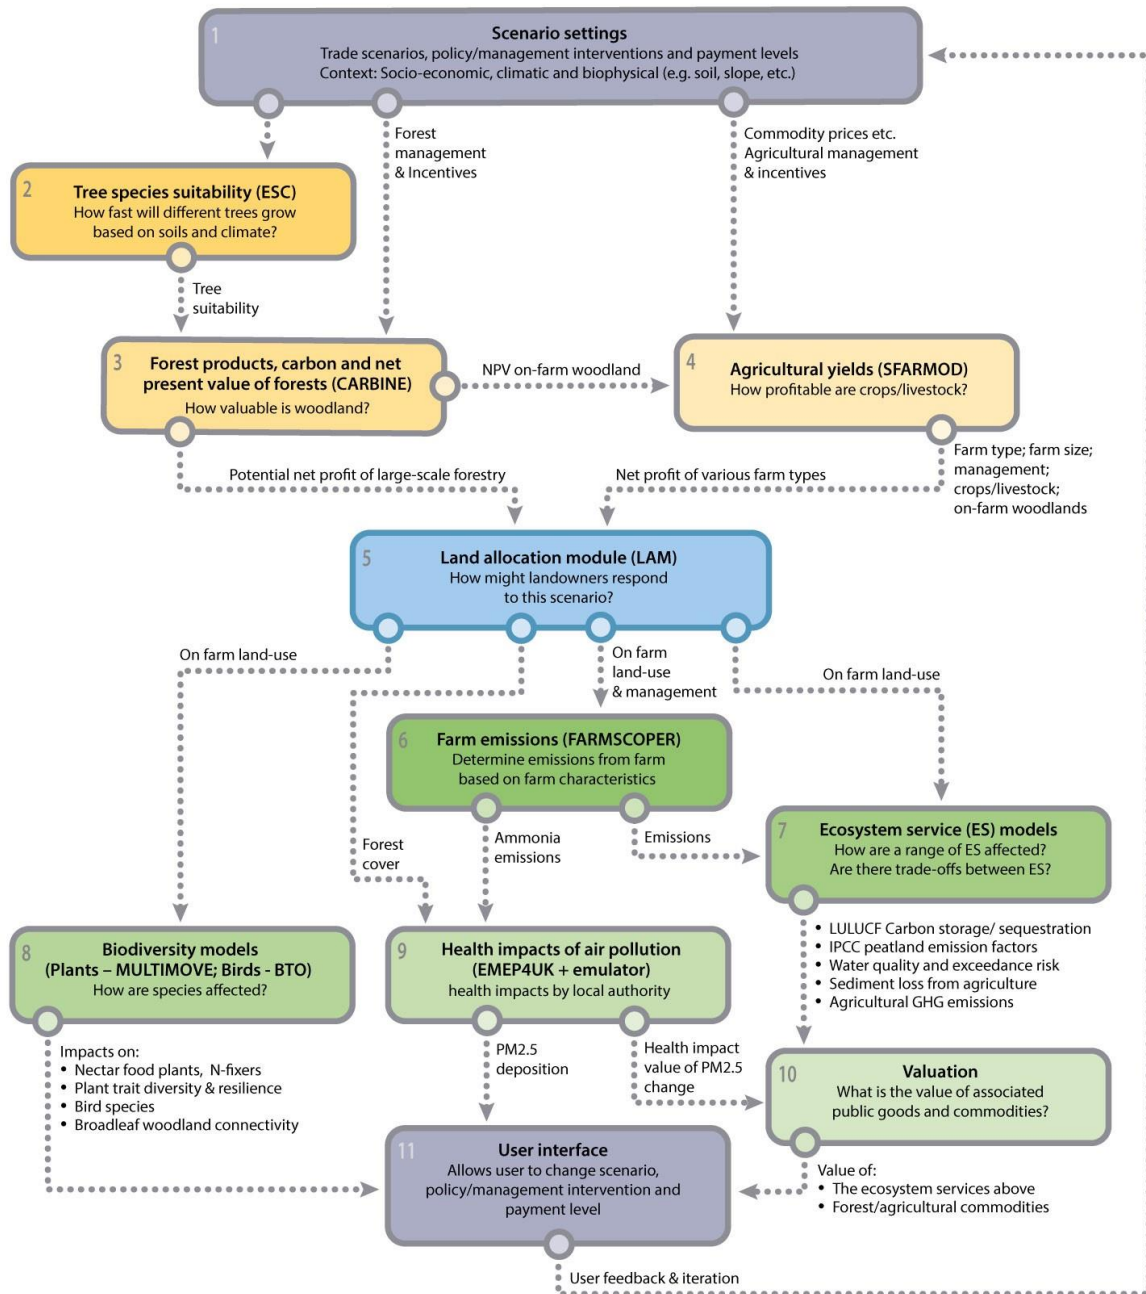 1
Scenario settings
Trade scenarios, policy/management interventions and payment levels
Context: Socio-economic, climatic and biophysical (e.g. soil, slope, etc.)
Forest
management
& Incentives
Commodity prices etc.
Agricultural management
& incentives
2
Tree species suitability (ESC)
How fast will different trees grow
based on soils and climate?
Tree
suitability
3
Forest products, carbon and net
present value of forests (CARBINE)
How valuable is woodland?
NPV on-farm woodland
4
Agricultural yields (SFARMOD)
How profitable are crops/livestock?
Potential net profit of large-scale forestry
Net profit of various farm types
Farm type; farm size;
management;
crops/livestock;
on-farm woodlands
5
Land allocation module (LAM)
How might landowners respond
to this scenario?
On farm land-use
On farm
land-use
& management
On farm land-use
6
Farm emissions (FARMSCOPER)
Determine emissions from farm
based on farm characteristics
Forest
cover
Ammonia
emissions
Emissions
7
Ecosystem service (ES) models
How are a range of ES affected?
Are there trade-offs between ES?
• LULUCF Carbon storage/ sequestration
• IPCC peatland emission factors
• Water quality and exceedance risk
• Sediment loss from agriculture
• Agricultural GHG emissions
8
Biodiversity models
(Plants – MULTIMOVE; Birds - BTO)
How are species affected?
9
Health impacts of air pollution
(EMEP4UK + emulator)
health impacts by local authority
Impacts on:
• Nectar food plants, N-fixers
• Plant trait diversity & resilience
• Bird species
• Broadleaf woodland connectivity
PM2.5
deposition
Health impact
value of PM2.5
change
10
Valuation
What is the value of associated
public goods and commodities?
11
User interface
Allows user to change scenario,
policy/management intervention and
payment level
Value of:
• The ecosystem services above
• Forest/agricultural commodities
User feedback & iteration